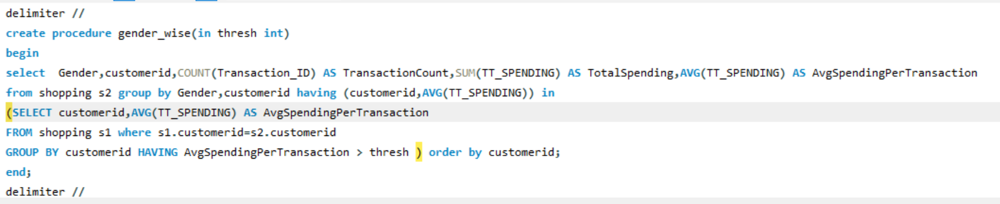 delimiter //
create procedure gender_wise(in thresh int)
begin
select  Gender,customerid,COUNT(Transaction_ID) AS TransactionCount,SUM(TT_SPENDING) AS TotalSpending,AVG(TT_SPENDING) AS AvgSpendingPerTransaction
from shopping s2 group by Gender,customerid having (customerid,AVG(TT_SPENDING)) in
(SELECT customerid,AVG(TT_SPENDING) AS AvgSpendingPerTransaction
FROM shopping s1 where s1.customerid=s2.customerid
GROUP BY customerid HAVING AvgSpendingPerTransaction > thresh ) order by customerid;
end;
delimiter //